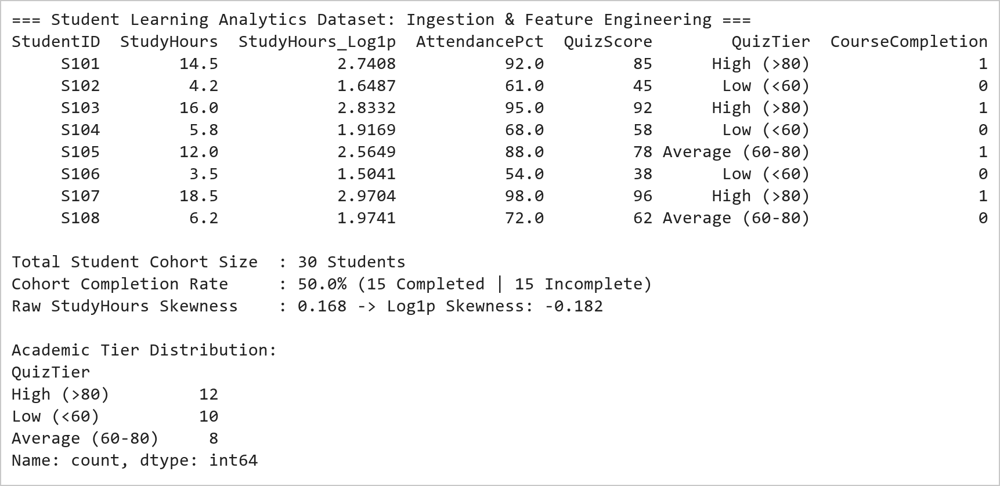 === Student Learning Analytics Dataset: Ingestion & Feature Engineering ===
StudentID  StudyHours  StudyHours_Log1p  AttendancePct  QuizScore        QuizTier  CourseCompletion
     S101        14.5            2.7408           92.0         85      High (>80)                 1
     S102         4.2            1.6487           61.0         45       Low (<60)                 0
     S103        16.0            2.8332           95.0         92      High (>80)                 1
     S104         5.8            1.9169           68.0         58       Low (<60)                 0
     S105        12.0            2.5649           88.0         78 Average (60-80)                 1
     S106         3.5            1.5041           54.0         38       Low (<60)                 0
     S107        18.5            2.9704           98.0         96      High (>80)                 1
     S108         6.2            1.9741           72.0         62 Average (60-80)                 0
Total Student Cohort Size  : 30 Students
Cohort Completion Rate     : 50.0% (15 Completed | 15 Incomplete)
Raw StudyHours Skewness    : 0.168 -> Log1p Skewness: -0.182
Academic Tier Distribution:
QuizTier
High (>80)         12
Low (<60)          10
Average (60-80)     8
Name: count, dtype: int64